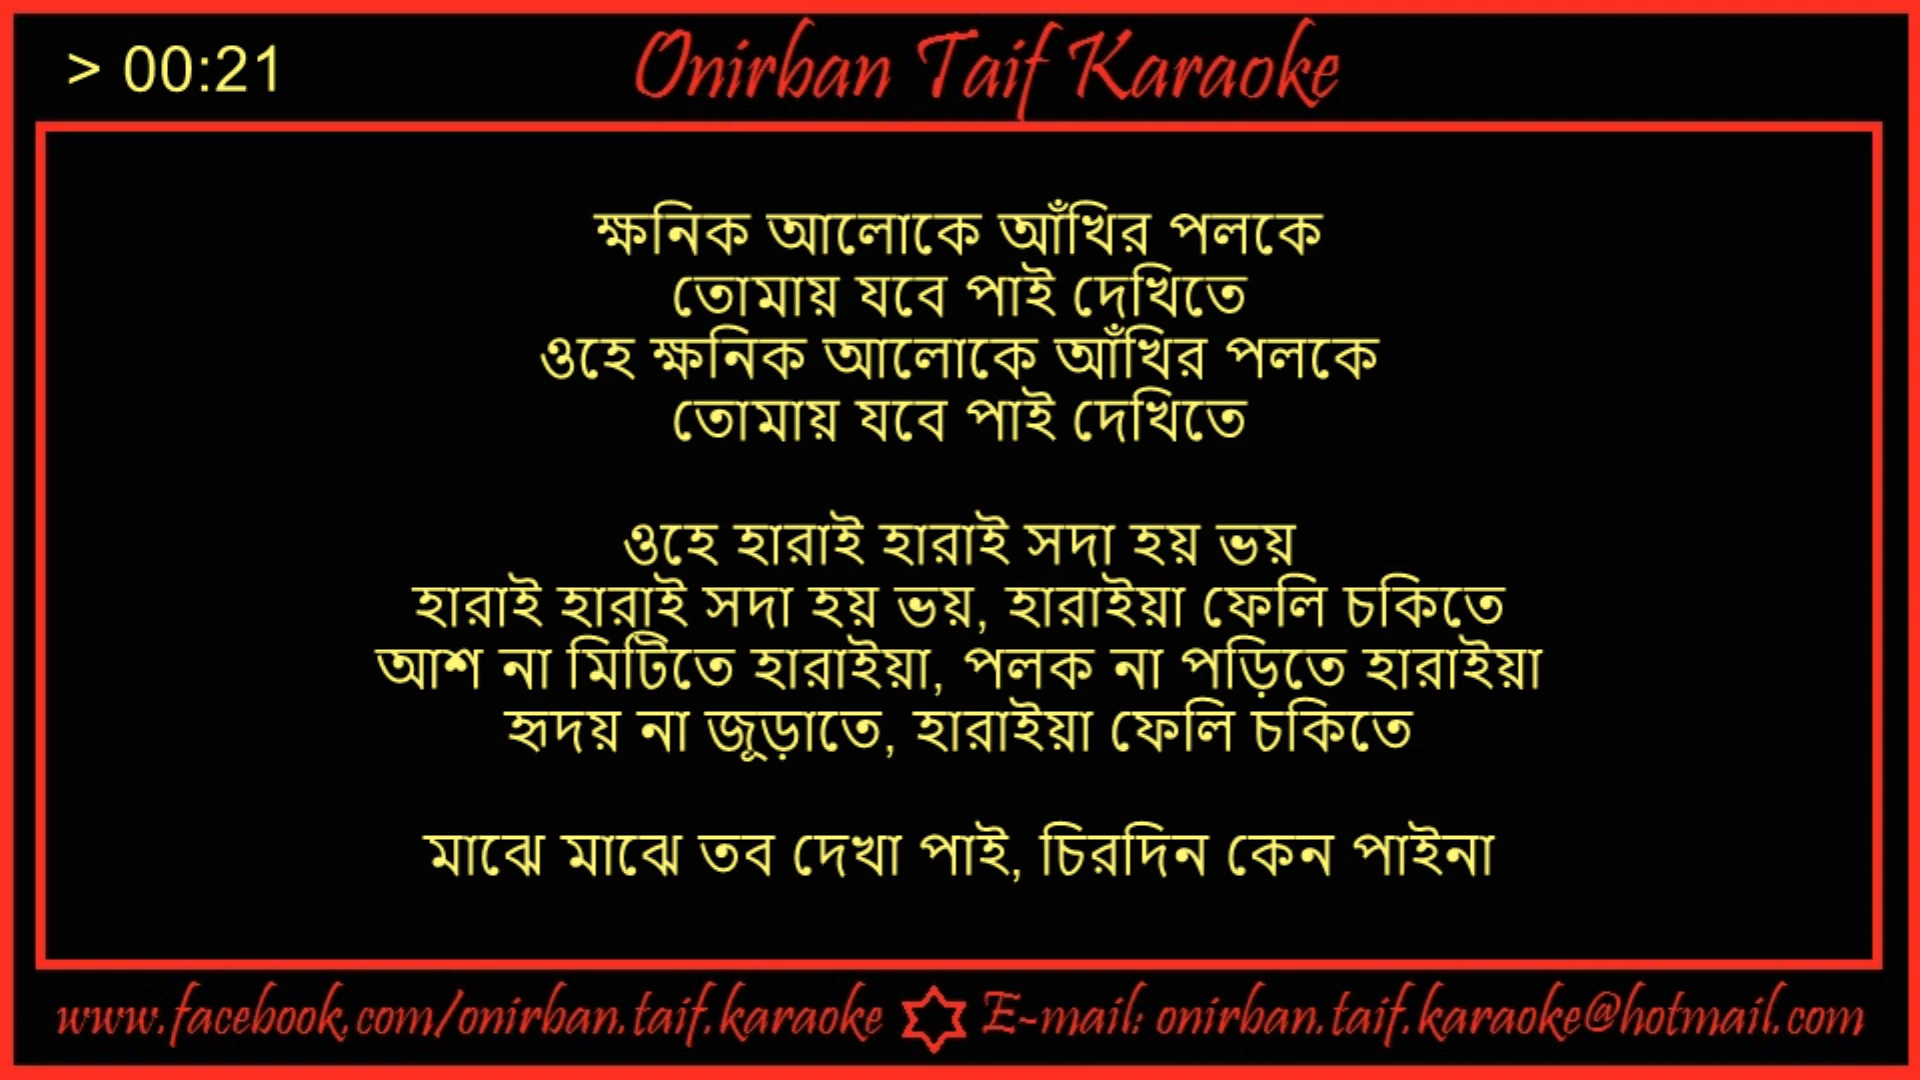 > 00:21
Onirban Taif Karaoke
ক্ষনিক আলোকে আঁখির পলকে
তোমায় যবে পাই দেখিতে
ওহে ক্ষনিক আলোকে আঁখির পলকে
তোমায় যবে পাই দেখিতে
ওহে হারাই হারাই সদা হয় ভয়
হারাই হারাই সদা হয় ভয়, হারাইয়া ফেলি চকিতে
আশ না মিটিতে হারাইয়া, পলক না পড়িতে হারাইয়া
হৃদয় না জূড়াতে, হারাইয়া ফেলি চকিতে
মাঝে মাঝে তব দেখা পাই, চিরদিন কেন পাইনা
www.facebook.com/onirban.taif.karaoke E-mail: onirban.taif.karaoke@hotmail.com